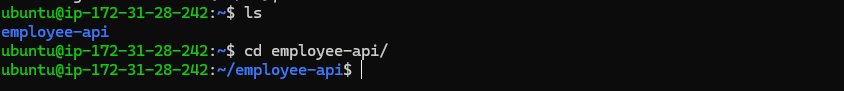 ubuntu@ip-172-31-28-242:~$ ls
employee-api
ubuntu@ip-172-31-28-242:~$ cd employee-api/
ubuntu@ip-172-31-28-242:~/employee-api$